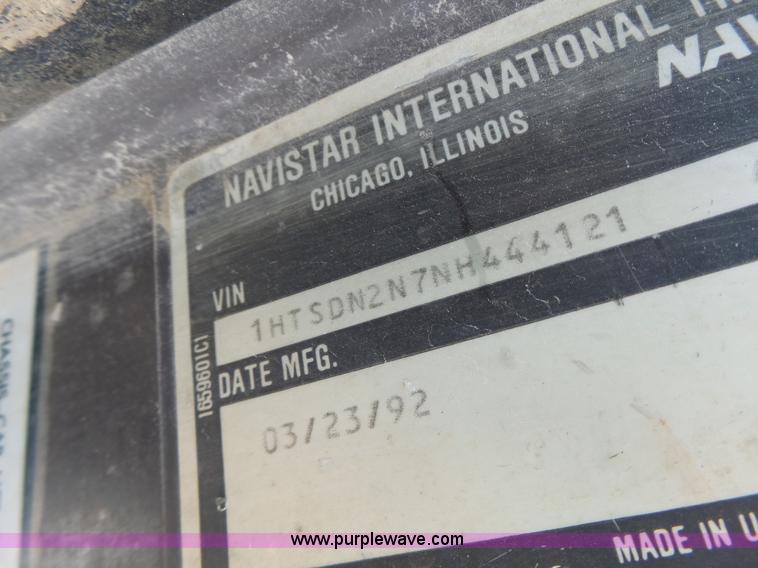 NAVISTAR INTERNATIONAL
NAV
CHICAGO, ILLINOIS
VIN
1HTSDN2N7NH444121
DATE MFG.
03/23/92
1659601C1
MADE IN U
www.purplewave.com